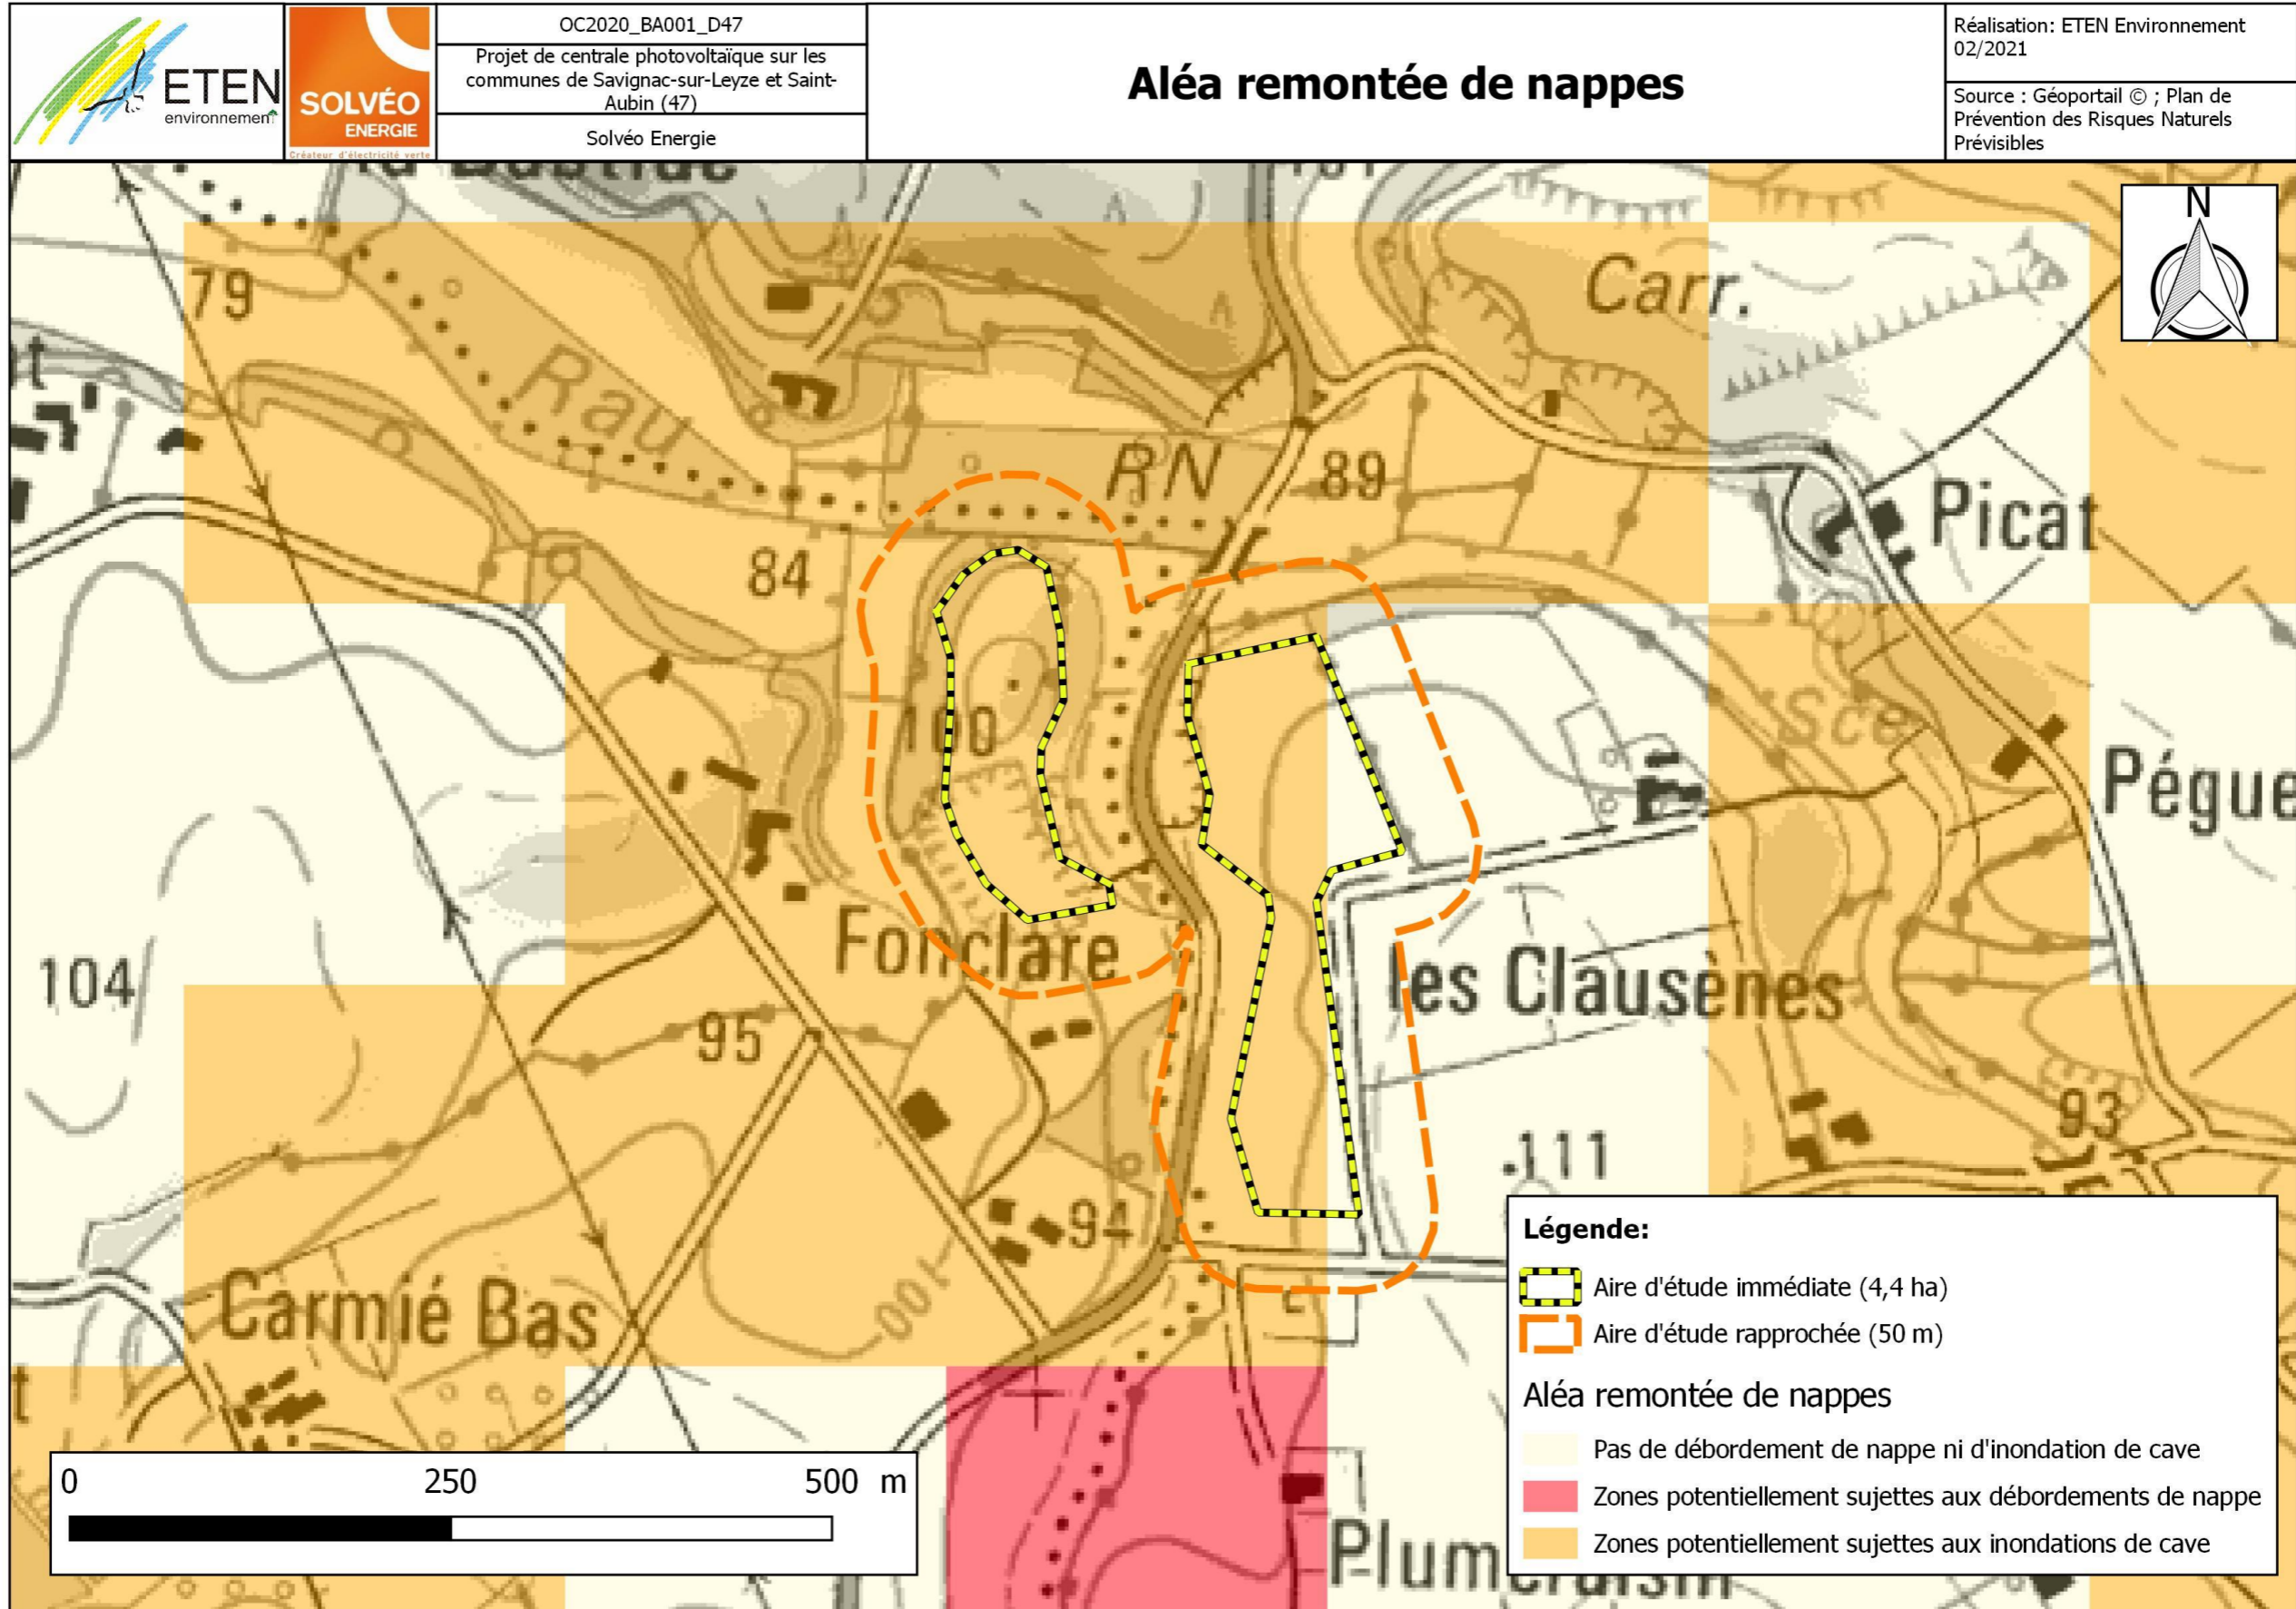 ETEN
environnement
SOLVÉO
ENERGIE
Créateur d'électricité verte
OC2020_BA001_D47
Projet de centrale photovoltaïque sur les
communes de Savignac-sur-Leyze et Saint-
Aubin (47)
Solvéo Energie
Aléa remontée de nappes
Réalisation: ETEN Environnement
02/2021
Source : Géoportail © ; Plan de
Prévention des Risques Naturels
Prévisibles
N
79
Carr.
Rau
RN
89
Picat
84
100
Sce
Pégue
Fonclare
104
les Clausènes
95
93
.111
94
100
Carmié Bas
t
Légende:
Aire d'étude immédiate (4,4 ha)
Aire d'étude rapprochée (50 m)
Aléa remontée de nappes
Pas de débordement de nappe ni d'inondation de cave
Zones potentiellement sujettes aux débordements de nappe
Zones potentiellement sujettes aux inondations de cave
0 250 500 m